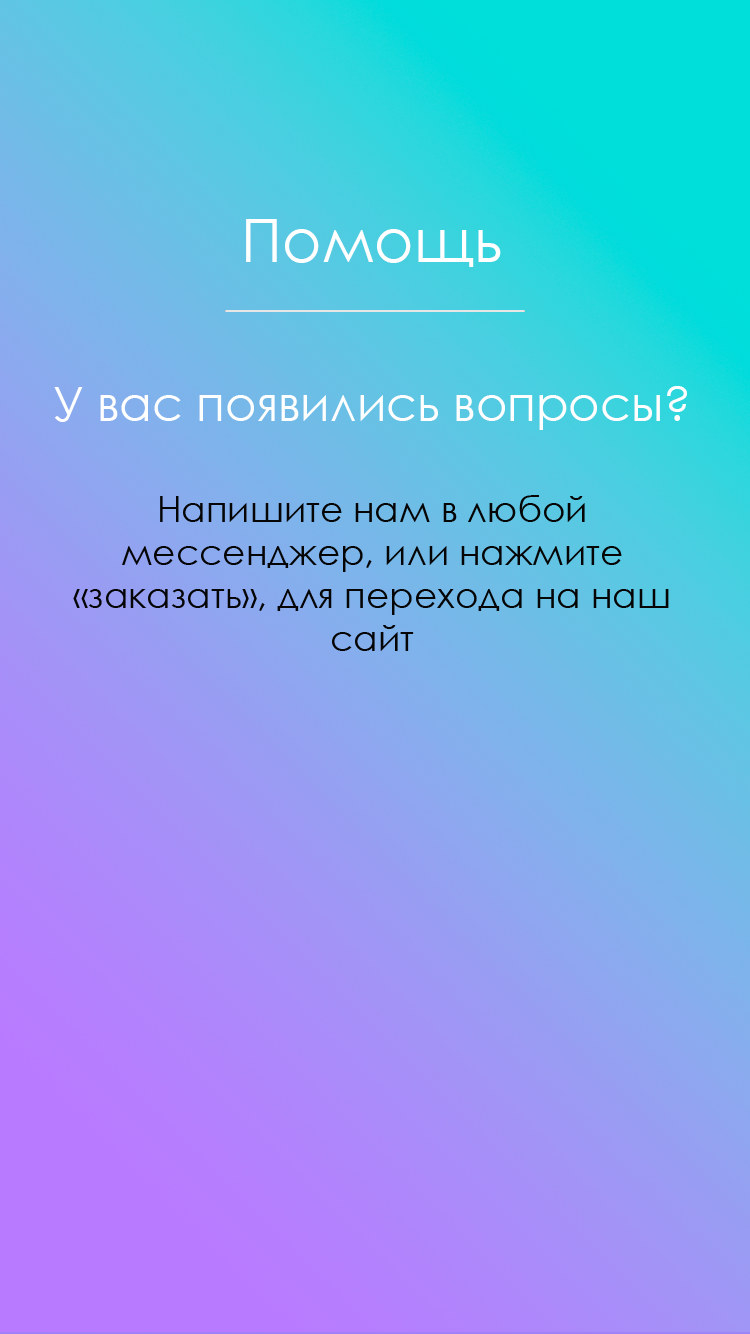 Помощь
У вас появились вопросы?
Напишите нам в любой
мессенджер, или нажмите
«заказать», для перехода на наш
сайт